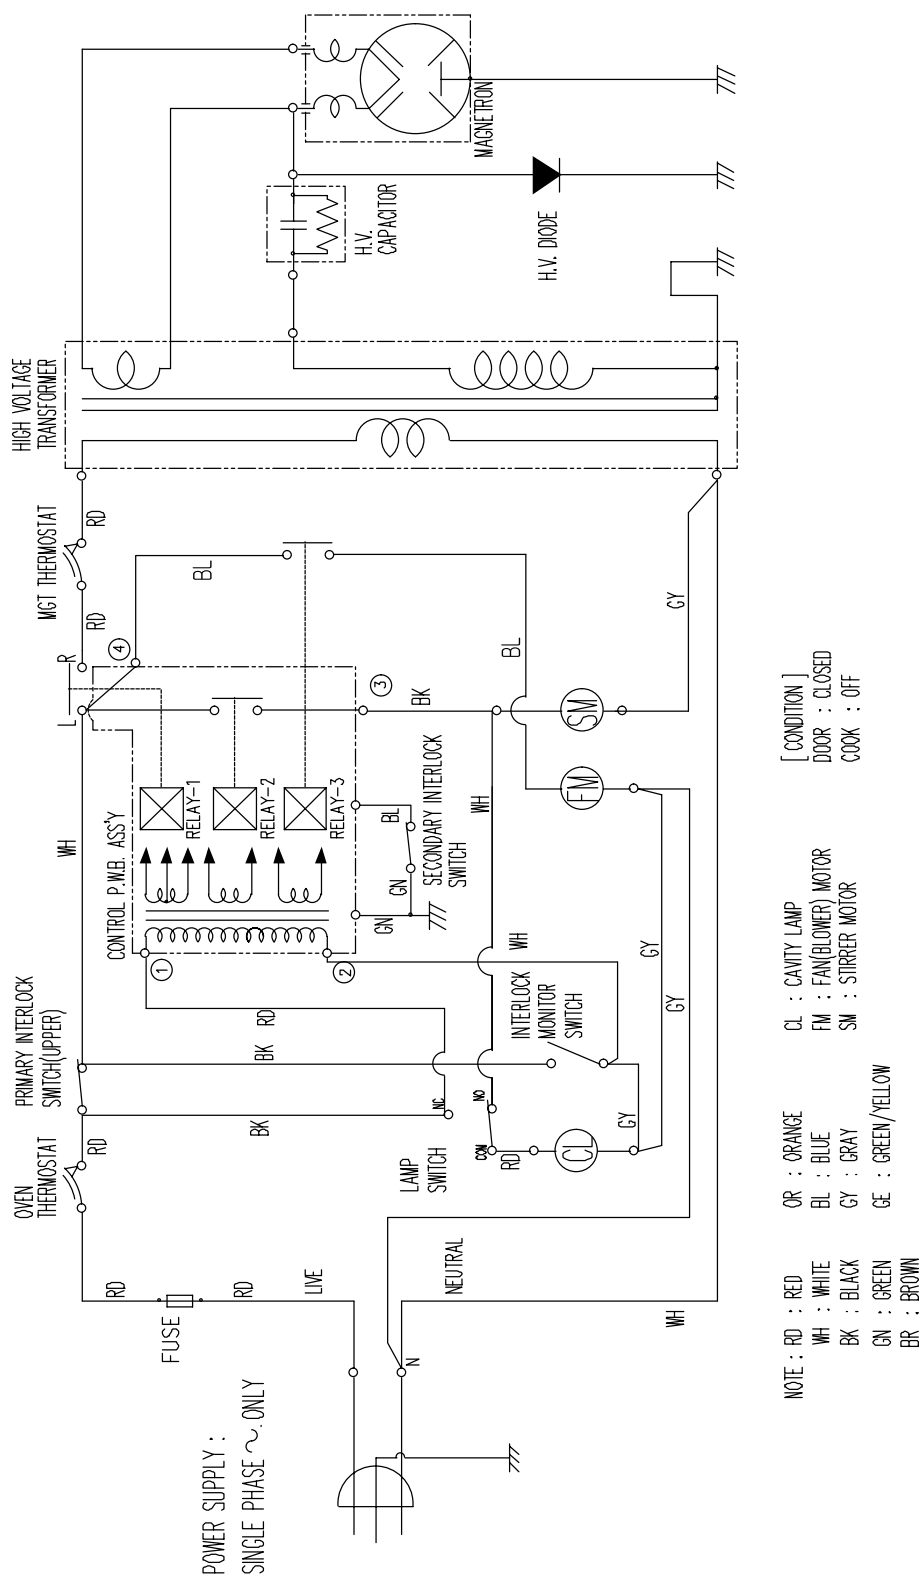 POWER SUPPLY :
SINGLE PHASE ~. ONLY
FUSE
RD
RD
LIVE
NEUTRAL
N
WH
OVEN
THERMOSTAT
RD
PRIMARY INTERLOCK
SWITCH(UPPER)
BK
BK
RD
NC
LAMP
SWITCH
COM
NO
RD
CL
GY
INTERLOCK
MONITOR
SWITCH
WH
GY
GY
WH
CONTROL P.W.B. ASS'Y
1
2
RELAY-1
RELAY-2
RELAY-3
GN
GN
BL
SECONDARY INTERLOCK
SWITCH
WH
L
R
4
3
BK
BL
BL
FM
SM
GY
MGT THERMOSTAT
RD
RD
HIGH VOLTAGE
TRANSFORMER
H.V.
CAPACITOR
H.V. DIODE
MAGNETRON
NOTE : RD : RED
WH : WHITE
BK : BLACK
GN : GREEN
BR : BROWN
OR : ORANGE
BL : BLUE
GY : GRAY
GE : GREEN/YELLOW
CL : CAVITY LAMP
FM : FAN(BLOWER) MOTOR
SM : STIRRER MOTOR
[ CONDITION ]
DOOR : CLOSED
COOK : OFF